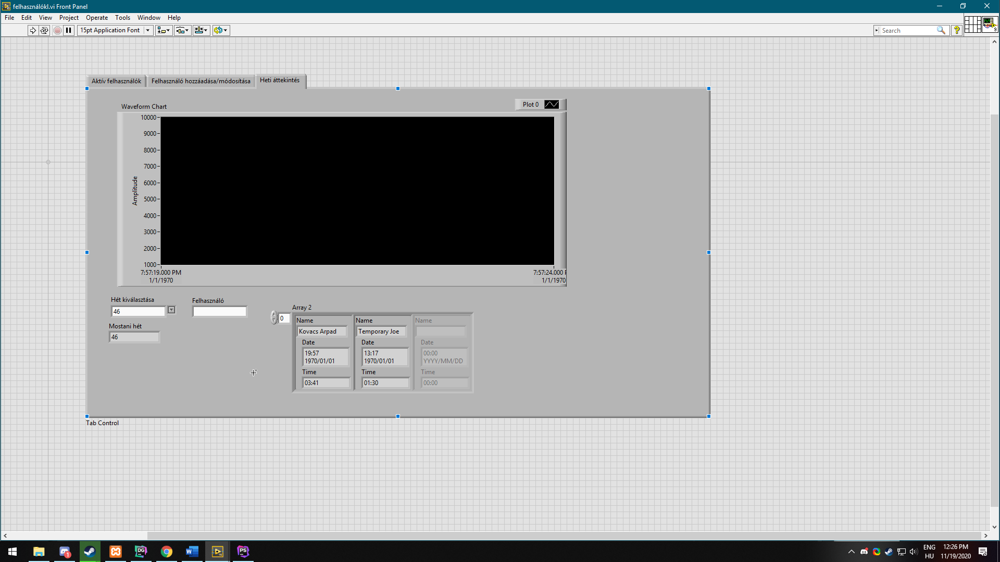 felhasználókl.vi Front Panel
File Edit View Project Operate Tools Window Help
15pt Application Font
Search
?
9
Aktív felhasználók
Felhasználó hozzáadása/módosítása
Heti áttekintés
Waveform Chart
Plot 0
10000
9000
8000
7000
6000
5000
4000
3000
2000
1000
Amplitude
7:57:19.000 PM
1/1/1970
7:57:24.000 P
1/1/1970
Hét kiválasztása
46
Felhasználó
Mostani hét
46
Array 2
0
Name
Kovacs Arpad
Date
19:57
1970/01/01
Time
03:41
Name
Temporary Joe
Date
13:17
1970/01/01
Time
01:30
Name
Date
00:00
YYYY/MM/DD
Time
00:00
Tab Control
1
DG
W
PS
ENG
HU
12:26 PM
11/19/2020